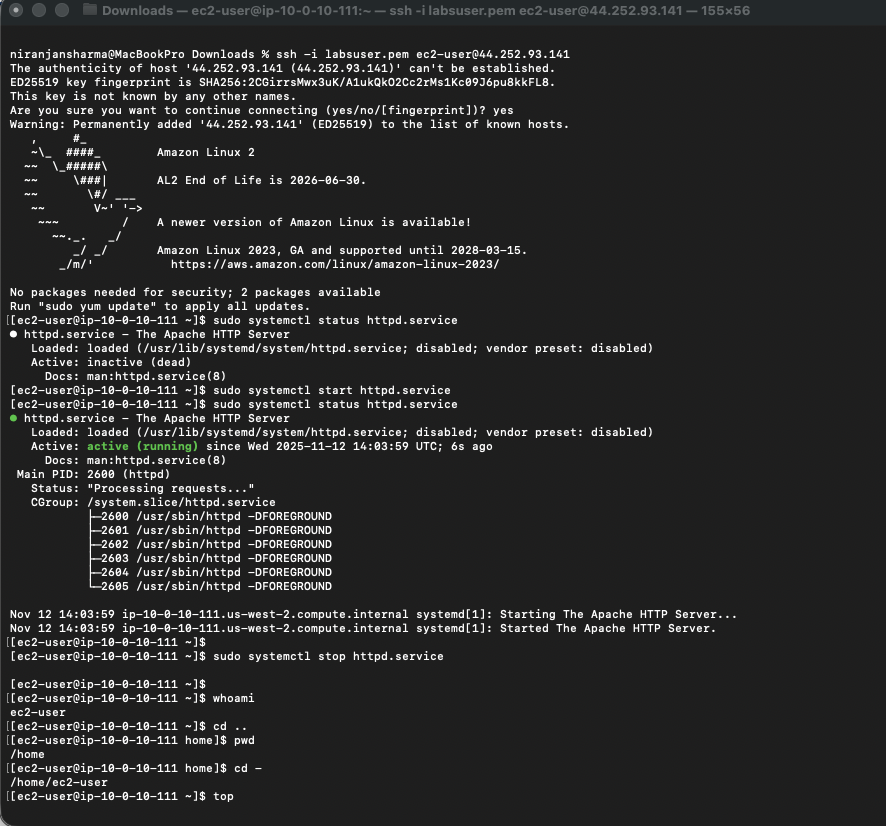 Downloads — ec2-user@ip-10-0-10-111:~ — ssh -i labsuser.pem ec2-user@44.252.93.141 — 155×56
niranjansharma@MacBookPro Downloads % ssh -i labsuser.pem ec2-user@44.252.93.141
The authenticity of host '44.252.93.141 (44.252.93.141)' can't be established.
ED25519 key fingerprint is SHA256:2CGirrsMwx3uK/A1ukQkO2Cc2rMs1Kc09J6pu8kkFL8.
This key is not known by any other names.
Are you sure you want to continue connecting (yes/no/[fingerprint])? yes
Warning: Permanently added '44.252.93.141' (ED25519) to the list of known hosts.
   ,     #_
   ~\_  ####_        Amazon Linux 2
  ~~  \_#####\
  ~~     \###|       AL2 End of Life is 2026-06-30.
  ~~       \#/ ___
   ~~       V~' '->
    ~~~         /    A newer version of Amazon Linux is available!
      ~~._.   _/
         _/ _/       Amazon Linux 2023, GA and supported until 2028-03-15.
       _/m/'           https://aws.amazon.com/linux/amazon-linux-2023/
No packages needed for security; 2 packages available
Run "sudo yum update" to apply all updates.
[[ec2-user@ip-10-0-10-111 ~]$ sudo systemctl status httpd.service
● httpd.service - The Apache HTTP Server
   Loaded: loaded (/usr/lib/systemd/system/httpd.service; disabled; vendor preset: disabled)
   Active: inactive (dead)
     Docs: man:httpd.service(8)
[ec2-user@ip-10-0-10-111 ~]$ sudo systemctl start httpd.service
[ec2-user@ip-10-0-10-111 ~]$ sudo systemctl status httpd.service
● httpd.service - The Apache HTTP Server
   Loaded: loaded (/usr/lib/systemd/system/httpd.service; disabled; vendor preset: disabled)
   Active: active (running) since Wed 2025-11-12 14:03:59 UTC; 6s ago
     Docs: man:httpd.service(8)
 Main PID: 2600 (httpd)
   Status: "Processing requests..."
   CGroup: /system.slice/httpd.service
           ├─2600 /usr/sbin/httpd -DFOREGROUND
           ├─2601 /usr/sbin/httpd -DFOREGROUND
           ├─2602 /usr/sbin/httpd -DFOREGROUND
           ├─2603 /usr/sbin/httpd -DFOREGROUND
           ├─2604 /usr/sbin/httpd -DFOREGROUND
           └─2605 /usr/sbin/httpd -DFOREGROUND
Nov 12 14:03:59 ip-10-0-10-111.us-west-2.compute.internal systemd[1]: Starting The Apache HTTP Server...
Nov 12 14:03:59 ip-10-0-10-111.us-west-2.compute.internal systemd[1]: Started The Apache HTTP Server.
[[ec2-user@ip-10-0-10-111 ~]$
[ec2-user@ip-10-0-10-111 ~]$ sudo systemctl stop httpd.service
[ec2-user@ip-10-0-10-111 ~]$
[[ec2-user@ip-10-0-10-111 ~]$ whoami
ec2-user
[[ec2-user@ip-10-0-10-111 ~]$ cd ..
[[ec2-user@ip-10-0-10-111 home]$ pwd
/home
[[ec2-user@ip-10-0-10-111 home]$ cd -
/home/ec2-user
[[ec2-user@ip-10-0-10-111 ~]$ top